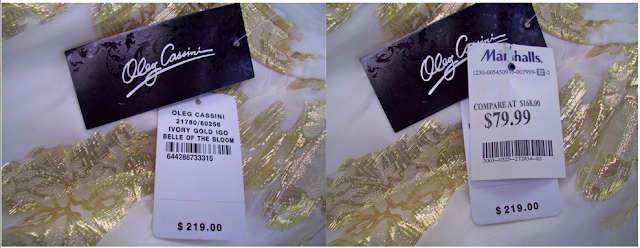 Oleg Cassini
OLEG CASSINI
21780/60256
IVORY GOLD IGO
BELLE OF THE BLOOM
644286733315
$219.00
Oleg Cassini
Marshalls.
COMPARE AT $168.00
$79.99
$219.00